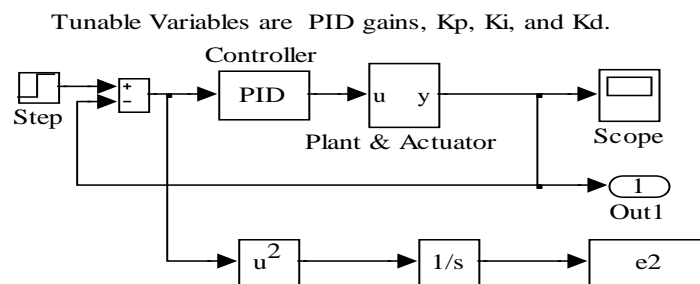 Tunable Variables are PID gains, Kp, Ki, and Kd.
Controller
+
−
PID
u y
Step
Plant & Actuator
Scope
1
Out1
u²
1/s
e2